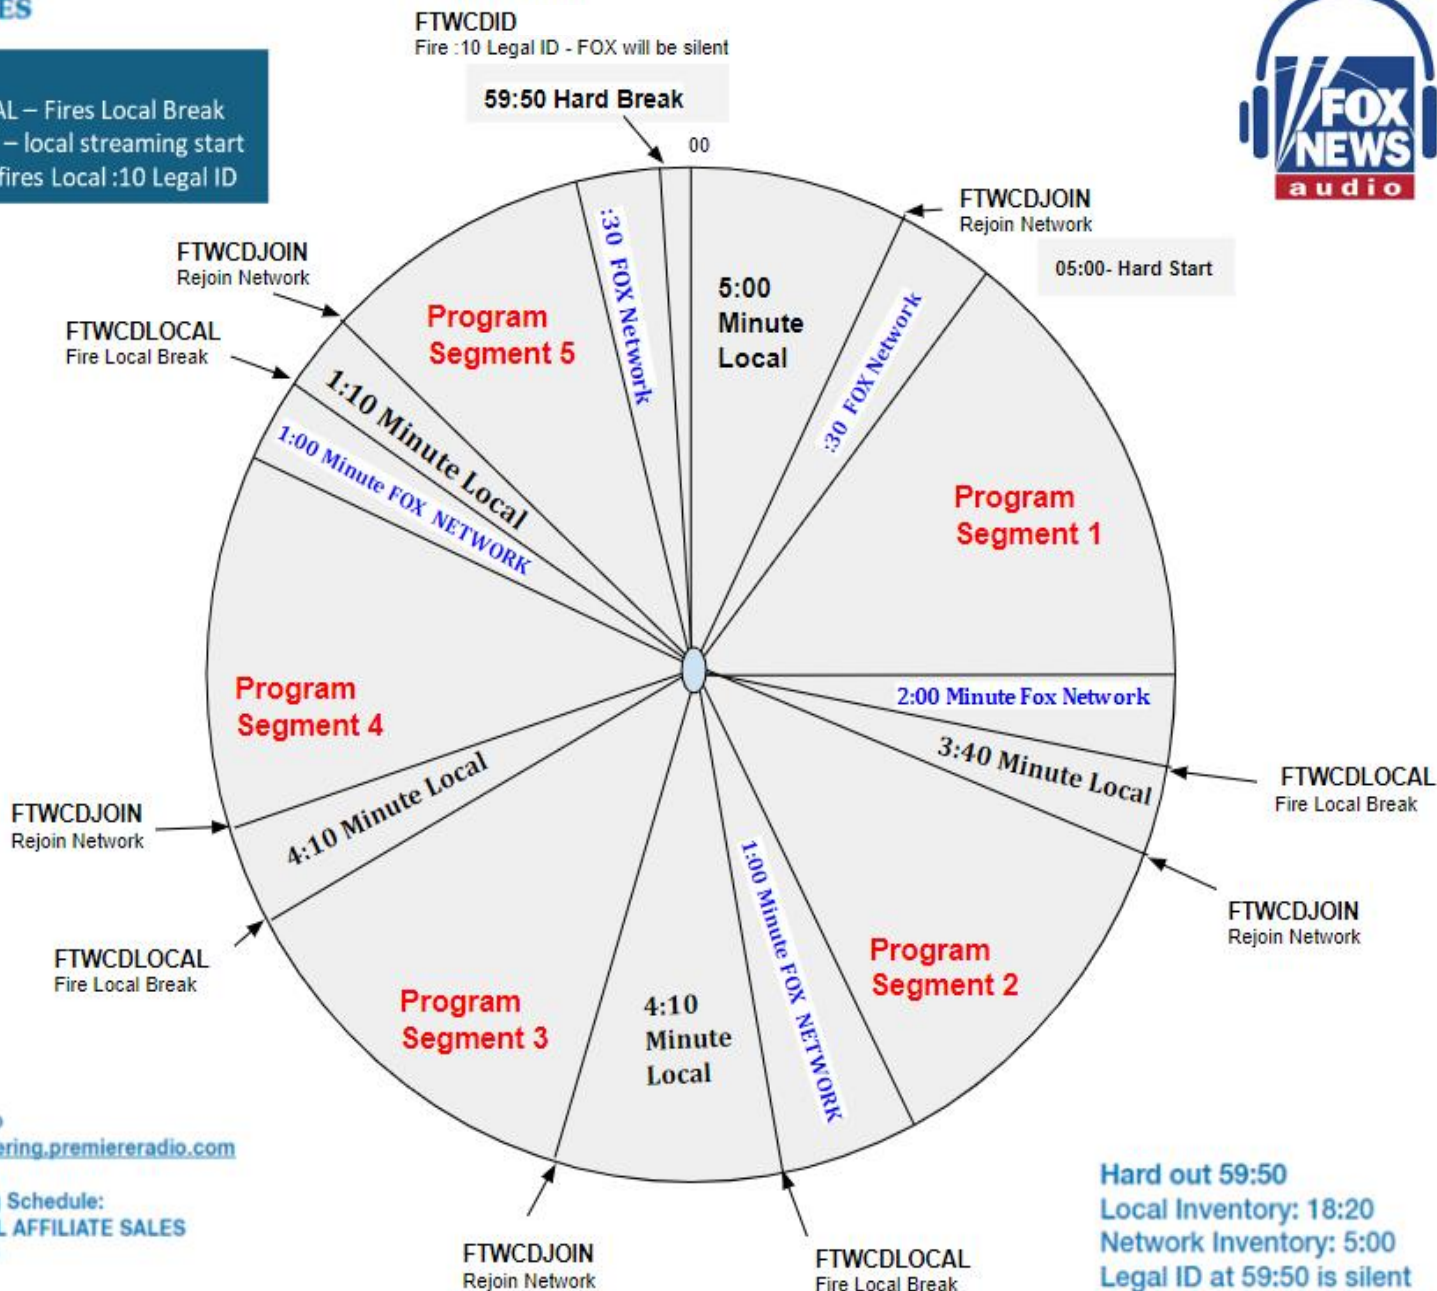 FTWCDID
Fire :10 Legal ID - FOX will be silent
59:50 Hard Break
00
– Fires Local Break
– local streaming start
fires Local :10 Legal ID
FOX
NEWS
audio
FTWCDJOIN
Rejoin Network
05:00- Hard Start
FTWCDJOIN
Rejoin Network
FTWCDLOCAL
Fire Local Break
Program
Segment 5
:30 FOX Network
5:00
Minute
Local
:30 FOX Network
1:10 Minute Local
1:00 Minute FOX NETWORK
Program
Segment 1
Program
Segment 4
2:00 Minute Fox Network
3:40 Minute Local
FTWCDLOCAL
Fire Local Break
FTWCDJOIN
Rejoin Network
4:10 Minute Local
FTWCDJOIN
Rejoin Network
FTWCDLOCAL
Fire Local Break
Program
Segment 2
1:00 Minute FOX NETWORK
Program
Segment 3
4:10
Minute
Local
ering.premiereradio.com
Schedule:
AFFILIATE SALES
FTWCDJOIN
Rejoin Network
FTWCDLOCAL
Fire Local Break
Hard out 59:50
Local Inventory: 18:20
Network Inventory: 5:00
Legal ID at 59:50 is silent